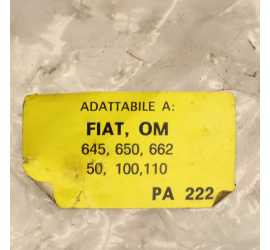 ADATTABILE A:
FIAT, OM
645, 650, 662
50, 100,110
PA 222